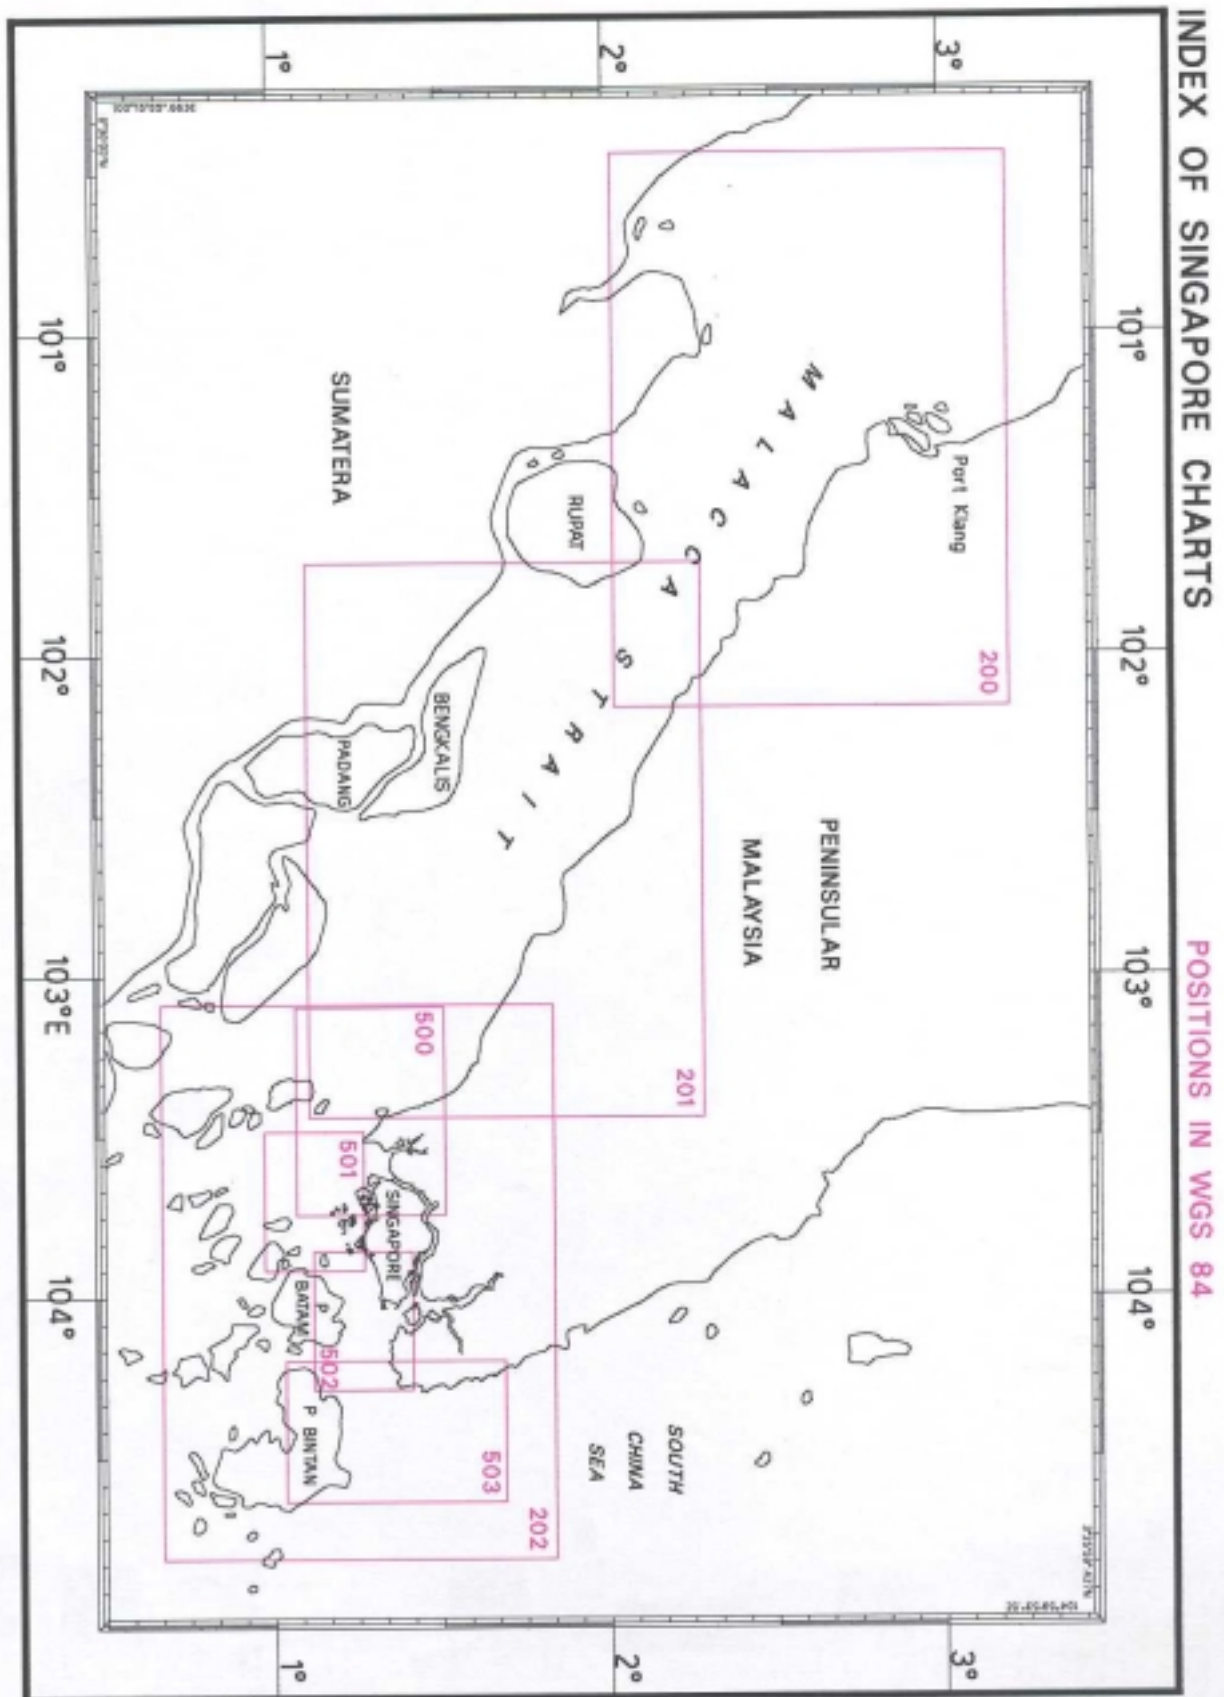 INDEX OF SINGAPORE CHARTS
POSITIONS IN WGS 84
101°
102°
103°
104°
3°
3°
Port Klang
200
MALACCA STRAIT
PENINSULAR
MALAYSIA
2°
2°
RUPAT
201
SOUTH
CHINA
SEA
202
503
BENGKALIS
PADANG
500
501
SINGAPORE
P
BATAM
502
P BINTAN
SUMATERA
1°
1°
101°
102°
103°E
104°